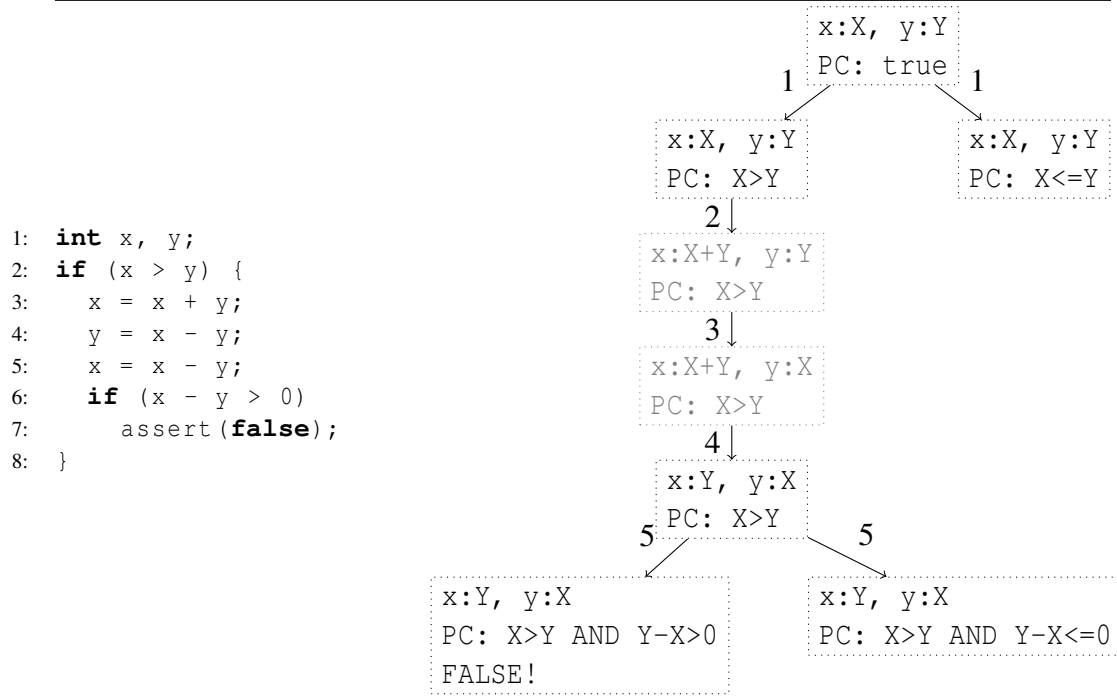 1: int x, y;
2: if (x > y) {
3: x = x + y;
4: y = x - y;
5: x = x - y;
6: if (x - y > 0)
7: assert(false);
8: }
x:X, y:Y
PC: true
1
1
x:X, y:Y
PC: X>Y
x:X, y:Y
PC: X<=Y
2
x:X+Y, y:Y
PC: X>Y
3
x:X+Y, y:X
PC: X>Y
4
x:Y, y:X
PC: X>Y
5
5
x:Y, y:X
PC: X>Y AND Y-X>0
FALSE!
x:Y, y:X
PC: X>Y AND Y-X<=0